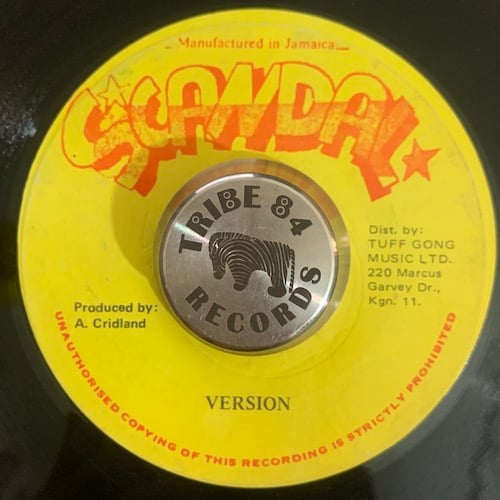 Manufactured in Jamaica
SCANDAL
TRIBE 84
RECORDS
Dist. by:
TUFF GONG
MUSIC LTD.
220 Marcus
Garvey Dr.,
Kgn. 11.
Produced by:
A. Cridland
VERSION
UNAUTHORISED COPYING OF THIS RECORDING IS STRICTLY PROHIBITED